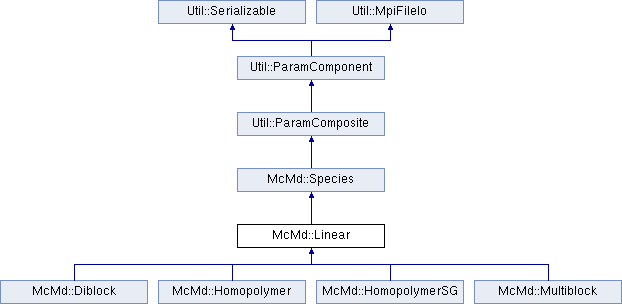 Util::Serializable
Util::MpiFileIo
Util::ParamComponent
Util::ParamComposite
McMd::Species
McMd::Linear
McMd::Diblock
McMd::Homopolymer
McMd::HomopolymerSG
McMd::Multiblock